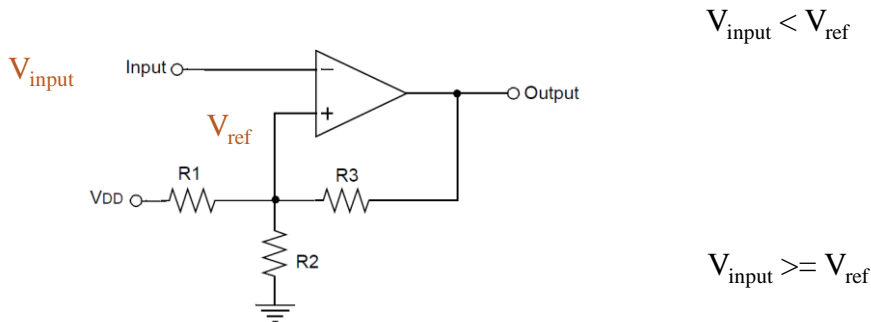 V_input < V_ref
V_input
Input
−
Output
+
V_ref
R1
R3
VDD
R2
V_input >= V_ref